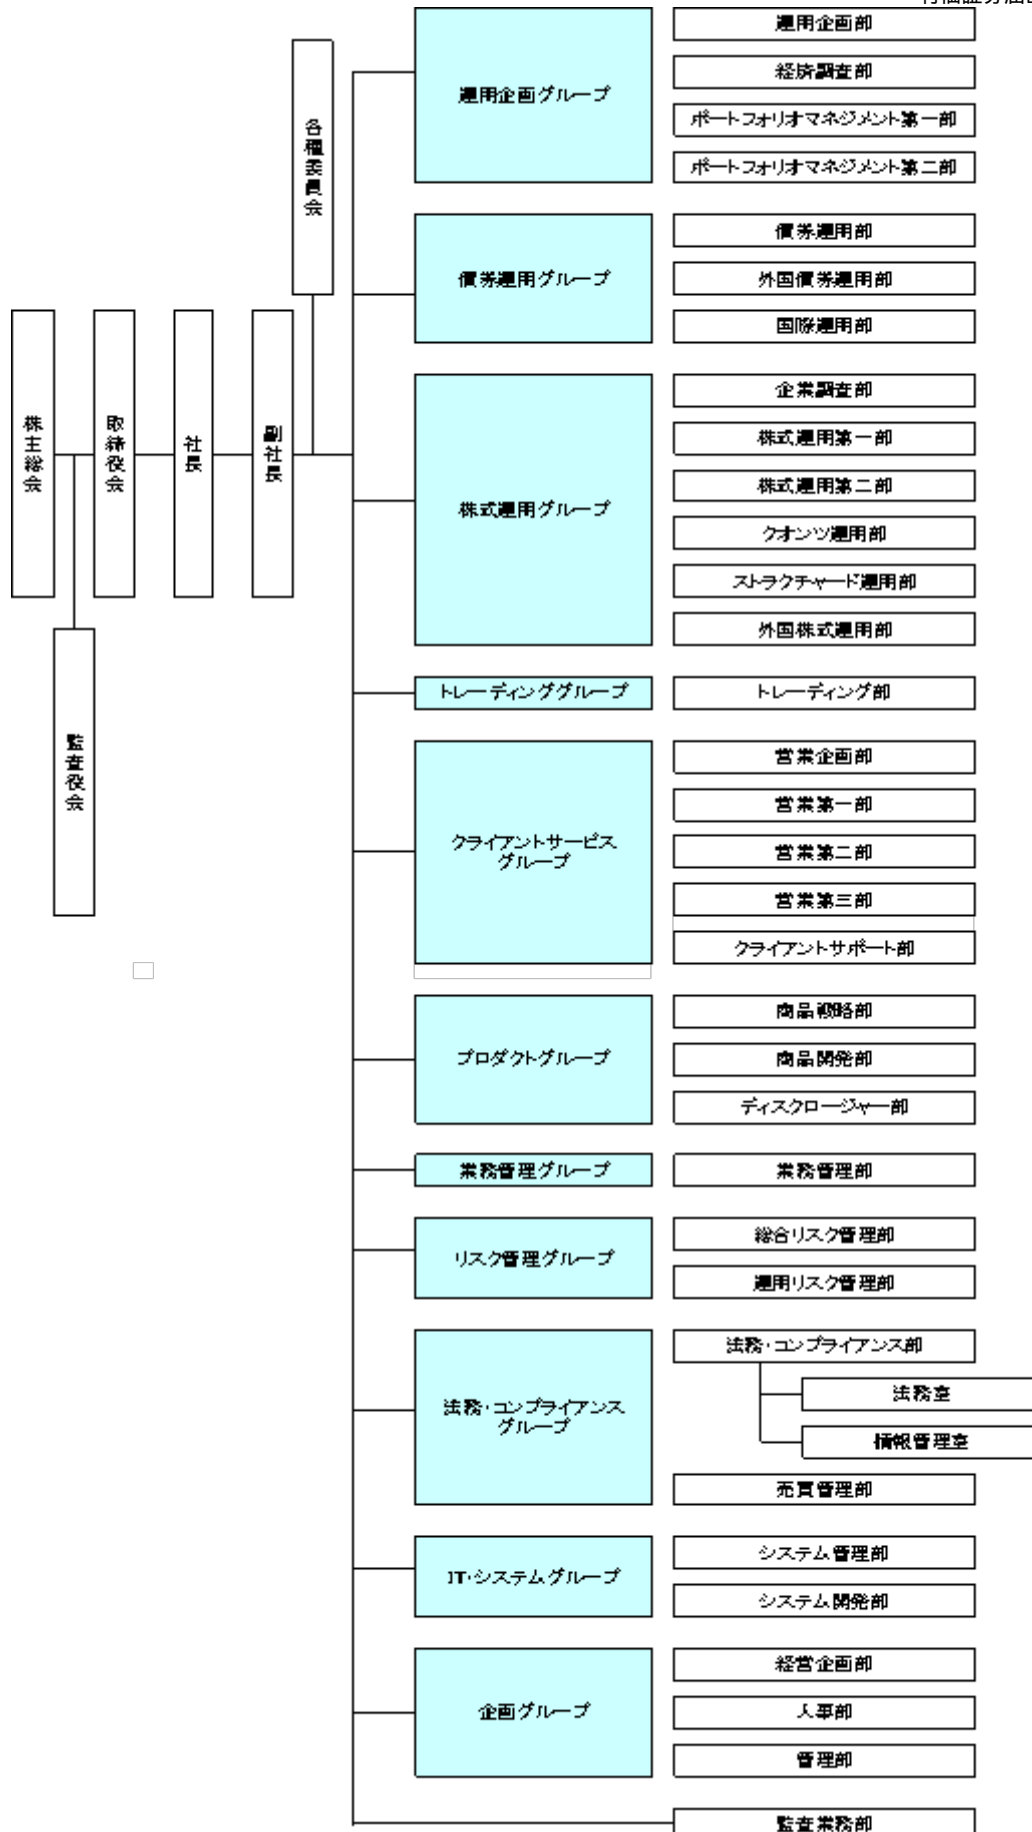 株主総会
取締役会
社長
副社長
監査役会
各種委員会
運用企画グループ
運用企画部
経済調査部
ポートフォリオマネジメント第一部
ポートフォリオマネジメント第二部
債券運用グループ
債券運用部
外国債券運用部
国際運用部
株式運用グループ
企業調査部
株式運用第一部
株式運用第二部
クオンツ運用部
ストラクチャード運用部
外国株式運用部
トレーディンググループ
トレーディング部
クライアントサービス
グループ
営業企画部
営業第一部
営業第二部
営業第三部
クライアントサポート部
プロダクトグループ
商品戦略部
商品開発部
ディスクロージャー部
業務管理グループ
業務管理部
リスク管理グループ
総合リスク管理部
運用リスク管理部
法務・コンプライアンス
グループ
法務・コンプライアンス部
法務室
情報管理室
売買管理部
IT・システムグループ
システム管理部
システム開発部
企画グループ
経営企画部
人事部
管理部
監査業務部